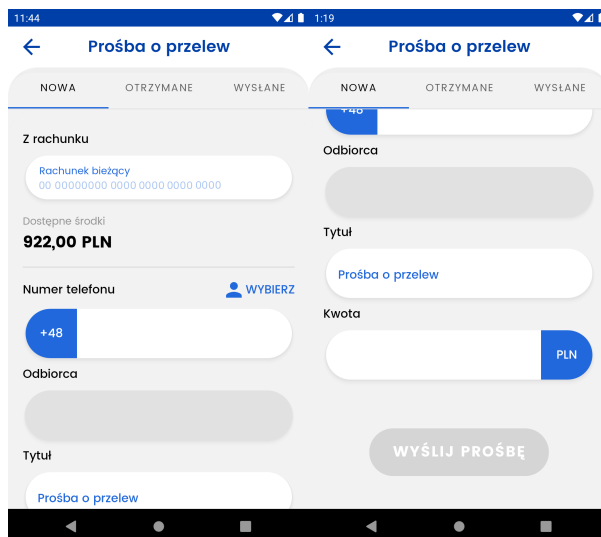 11:44
Prośba o przelew
NOWA OTRZYMANE WYSŁANE
Z rachunku
Rachunek bieżący
00 00000000 0000 0000 0000 0000
Dostępne środki
922,00 PLN
Numer telefonu WYBIERZ
+48
Odbiorca
Tytuł
Prośba o przelew
1:19
Prośba o przelew
NOWA OTRZYMANE WYSŁANE
+48
Odbiorca
Tytuł
Prośba o przelew
Kwota
PLN
WYŚLIJ PROŚBĘ